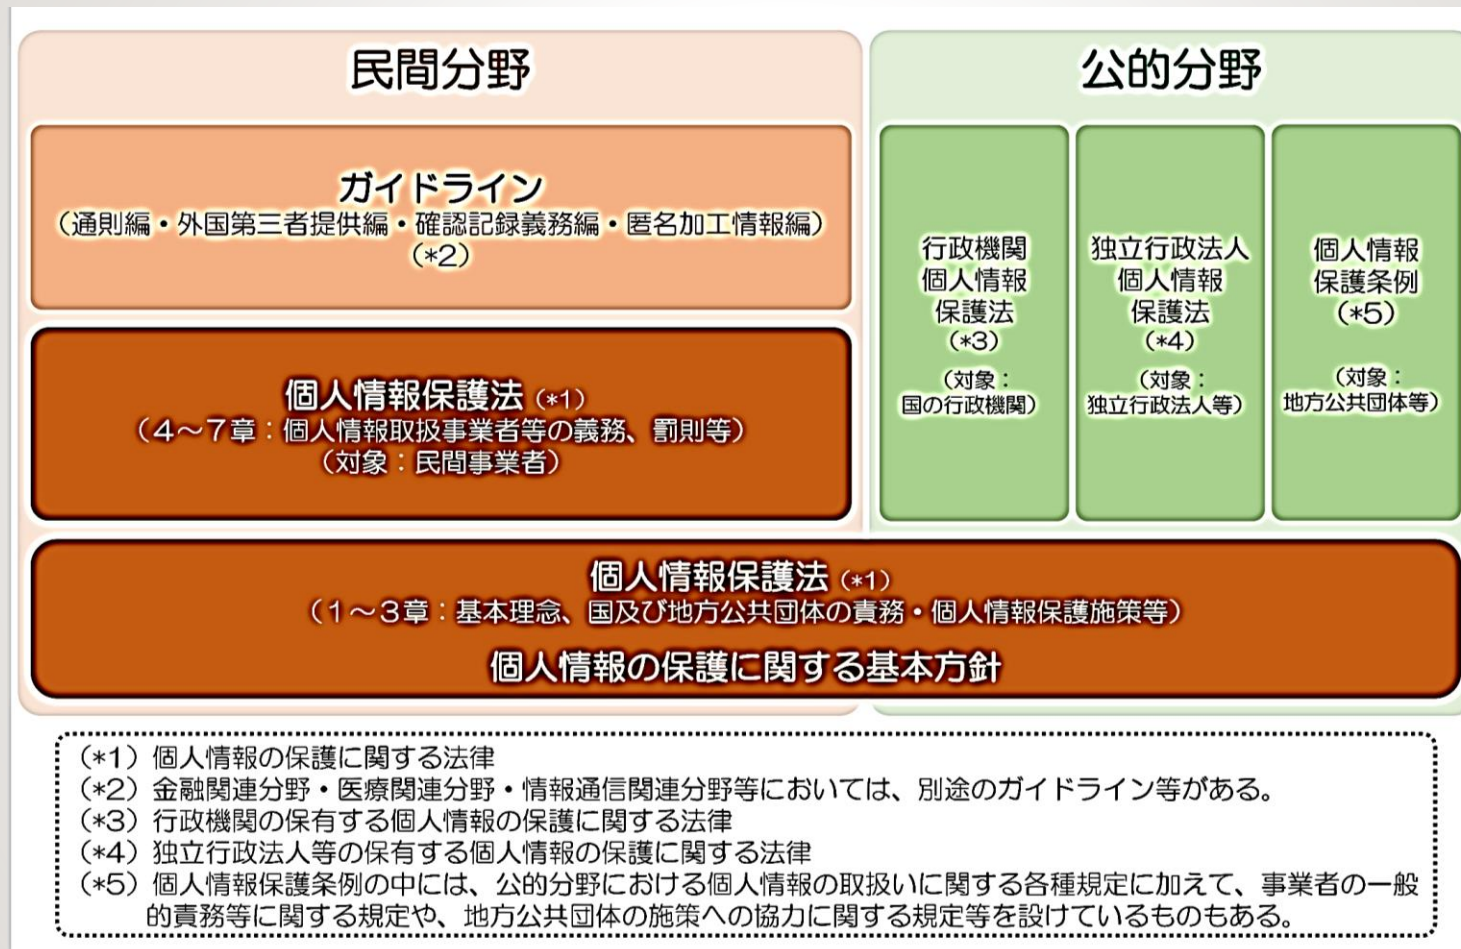 民間分野
公的分野
ガイドライン
（通則編・外国第三者提供編・確認記録義務編・匿名加工情報編）
（*2）
個人情報保護法（*1）
（４～７章：個人情報取扱事業者等の義務、罰則等）
（対象：民間事業者）
行政機関
個人情報
保護法
（*3）
（対象：
国の行政機関）
独立行政法人
個人情報
保護法
（*4）
（対象：
独立行政法人等）
個人情報
保護条例
（*5）
（対象：
地方公共団体等）
個人情報保護法（*1）
（１～３章：基本理念、国及び地方公共団体の責務・個人情報保護施策等）
個人情報の保護に関する基本方針
（*1）個人情報の保護に関する法律
（*2）金融関連分野・医療関連分野・情報通信関連分野等においては、別途のガイドライン等がある。
（*3）行政機関の保有する個人情報の保護に関する法律
（*4）独立行政法人等の保有する個人情報の保護に関する法律
（*5）個人情報保護条例の中には、公的分野における個人情報の取扱いに関する各種規定に加えて、事業者の一般
的責務等に関する規定や、地方公共団体の施策への協力に関する規定等を設けているものもある。